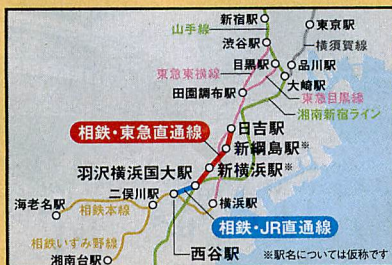 新宿駅
東京駅
山手線
渋谷駅
横須賀線
目黒駅
品川駅
東急東横線
大崎駅
田園調布駅
東急目黒線
湘南新宿ライン
相鉄・東急直通線
日吉駅
新綱島駅※
羽沢横浜国大駅
新横浜駅※
二俣川駅
海老名駅
相鉄本線
横浜駅
相鉄・JR直通線
相鉄いずみ野線
湘南台駅
西谷駅
※駅名については仮称です